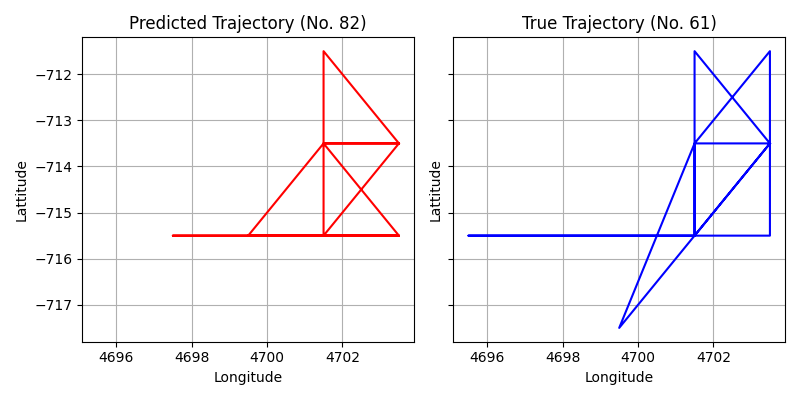 Predicted Trajectory (No. 82)
True Trajectory (No. 61)
Lattitude
−712
−713
−714
−715
−716
−717
4696
4698
4700
4702
Longitude
Lattitude
4696
4698
4700
4702
Longitude